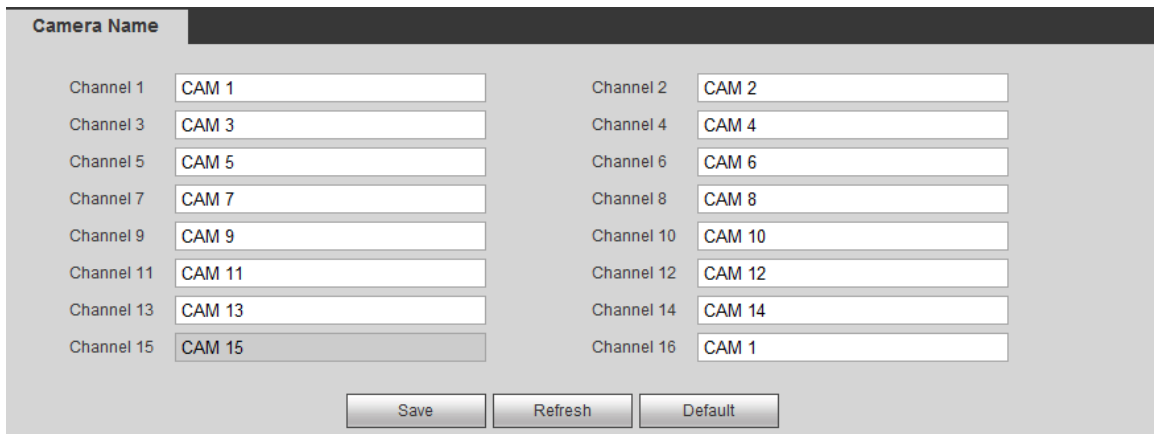 Camera Name
Channel 1 CAM 1 Channel 2 CAM 2
Channel 3 CAM 3 Channel 4 CAM 4
Channel 5 CAM 5 Channel 6 CAM 6
Channel 7 CAM 7 Channel 8 CAM 8
Channel 9 CAM 9 Channel 10 CAM 10
Channel 11 CAM 11 Channel 12 CAM 12
Channel 13 CAM 13 Channel 14 CAM 14
Channel 15 CAM 15 Channel 16 CAM 1
Save Refresh Default